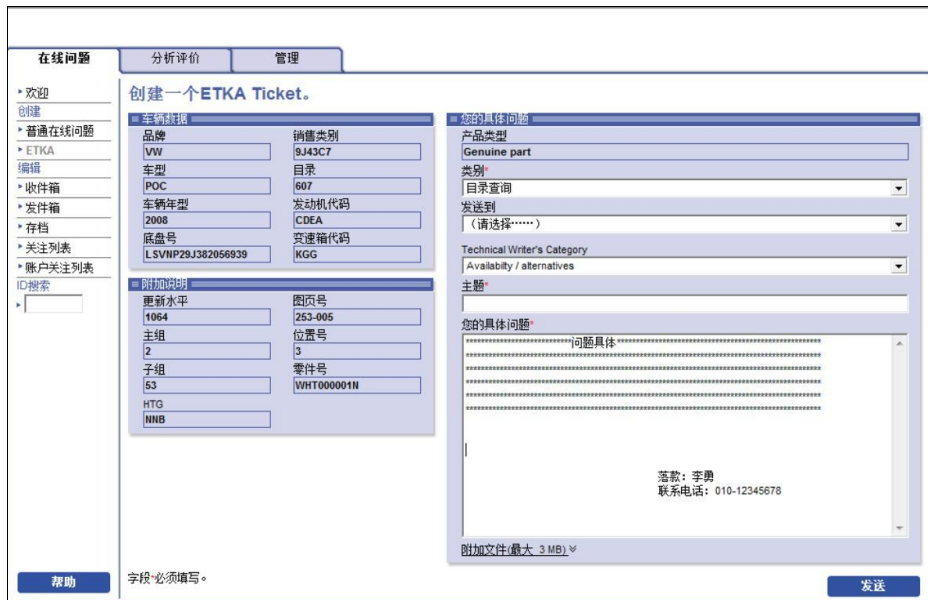 在线问题 分析评价 管理
欢迎
创建
普通在线问题
ETKA
编辑
收件箱
发件箱
存档
关注列表
账户关注列表
ID搜索
帮助
创建一个ETKA Ticket。
车辆数据
品牌 销售类别
VW 9J43C7
车型 目录
POC 607
车辆年型 发动机代码
2008 CDEA
底盘号 变速箱代码
LSVNP29J382056939 KGG
附加说明
更新水平 图页号
1064 253-005
主组 位置号
2 3
子组 零件号
53 WHT000001N
HTG
NNB
字段*必须填写。
您的具体问题
产品类型
Genuine part
类别*
目录查询
发送到
（请选择……）
Technical Writer's Category
Availabilty / alternatives
主题*
您的具体问题*
****************************问题具体****************************
落款：李勇
联系电话：010-12345678
附加文件(最大 3 MB)
发送